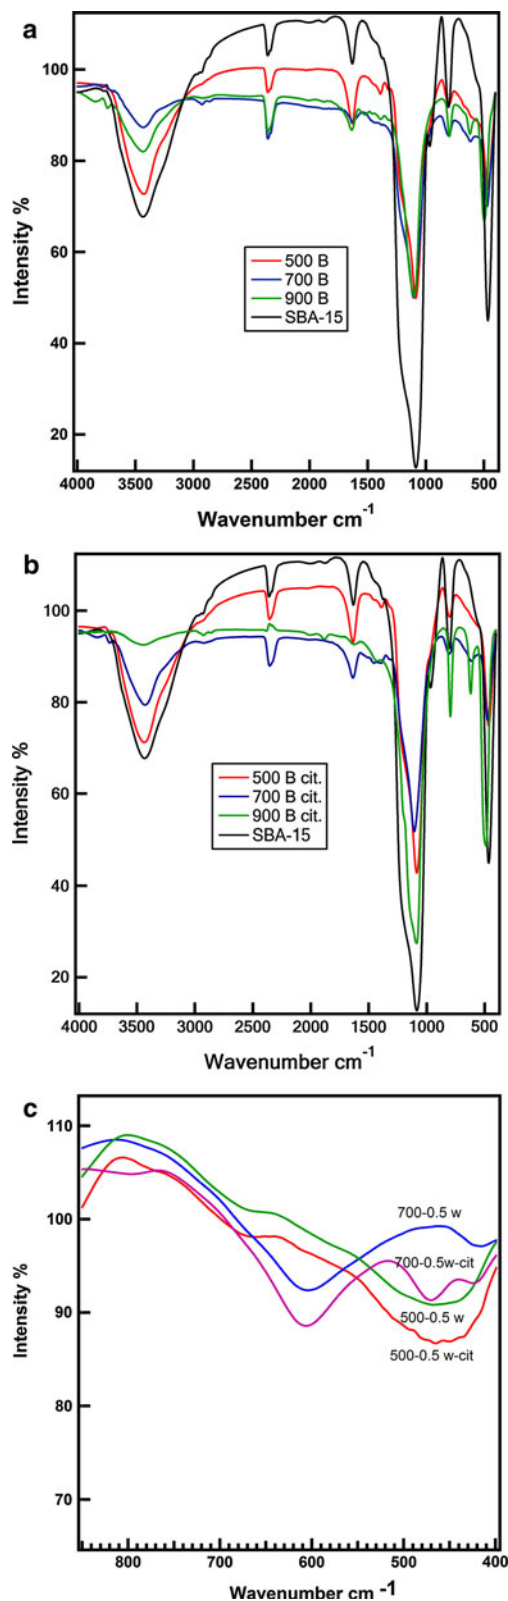 a
100
80
60
40
20
Intensity %
500 B
700 B
900 B
SBA-15
4000 3500 3000 2500 2000 1500 1000 500
Wavenumber cm-1
b
100
80
60
40
20
Intensity %
500 B cit.
700 B cit.
900 B cit.
SBA-15
4000 3500 3000 2500 2000 1500 1000 500
Wavenumber cm-1
c
110
100
90
80
70
Intensity %
700-0.5 w
700-0.5w-cit
500-0.5 w
500-0.5 w-cit
800 700 600 500 400
Wavenumber cm-1